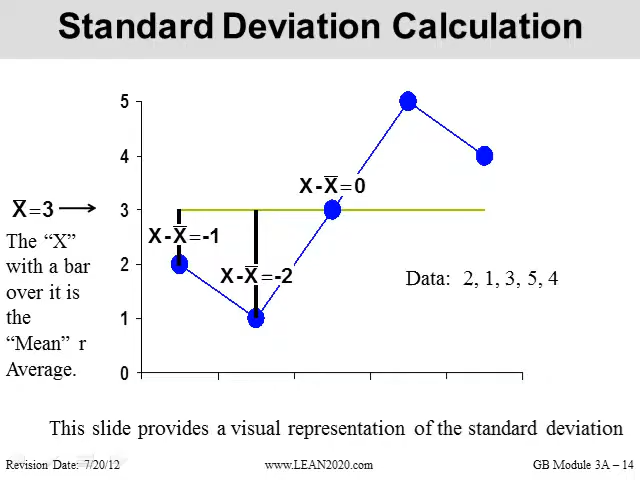 Standard Deviation Calculation
5
4
X - X̅ = 0
X̅ = 3
3
The “X”
with a bar
over it is
the
“Mean” r
Average.
X - X̅ = -1
2
X - X̅ = -2
Data: 2, 1, 3, 5, 4
1
0
This slide provides a visual representation of the standard deviation
Revision Date: 7/20/12
www.LEAN2020.com
GB Module 3A – 14